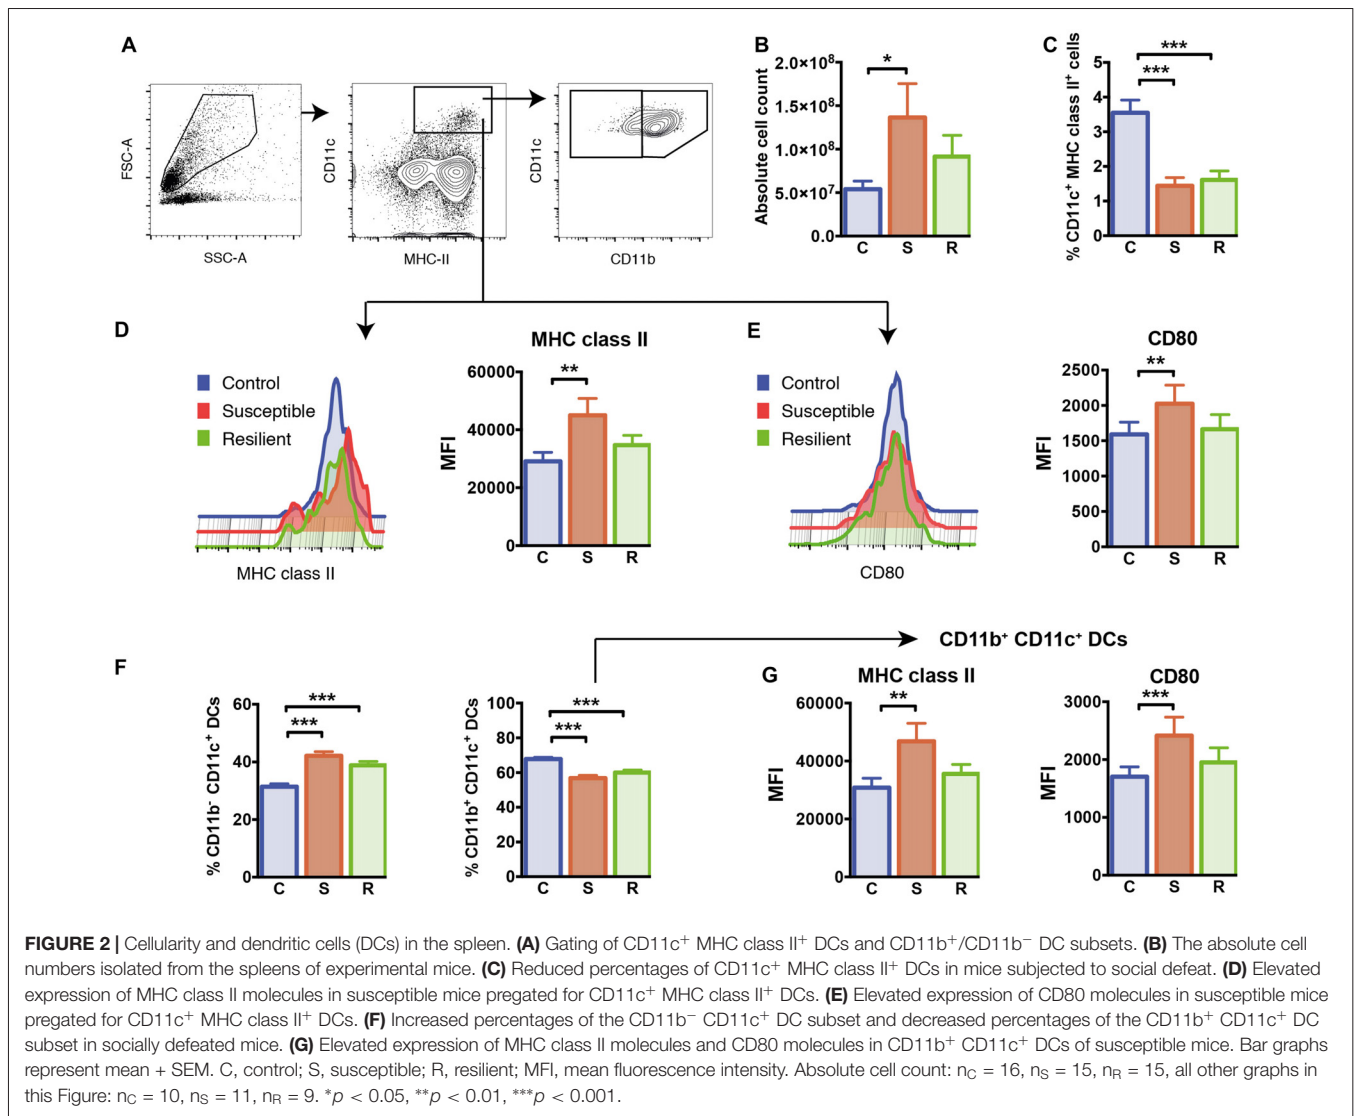 A
FSC-A
SSC-A
CD11c
MHC-II
CD11c
CD11b
B
Absolute cell count
2.0×10⁸
1.5×10⁸
1.0×10⁸
5.0×10⁷
0.0
*
C S R
C
% CD11c⁺ MHC class II⁺ cells
5
4
3
2
1
0
***
***
C S R
D
Control
Susceptible
Resilient
MHC class II
MHC class II
MFI
60000
40000
20000
0
**
C S R
E
Control
Susceptible
Resilient
CD80
CD80
MFI
2500
2000
1500
1000
500
0
**
C S R
F
% CD11b⁻ CD11c⁺ DCs
60
40
20
0
***
***
C S R
% CD11b⁺ CD11c⁺ DCs
100
80
60
40
20
0
***
***
C S R
CD11b⁺ CD11c⁺ DCs
G
MHC class II
MFI
60000
40000
20000
0
**
C S R
CD80
MFI
3000
2000
1000
0
***
C S R
FIGURE 2 | Cellularity and dendritic cells (DCs) in the spleen. (A) Gating of CD11c⁺ MHC class II⁺ DCs and CD11b⁺/CD11b⁻ DC subsets. (B) The absolute cell
numbers isolated from the spleens of experimental mice. (C) Reduced percentages of CD11c⁺ MHC class II⁺ DCs in mice subjected to social defeat. (D) Elevated
expression of MHC class II molecules in susceptible mice pregated for CD11c⁺ MHC class II⁺ DCs. (E) Elevated expression of CD80 molecules in susceptible mice
pregated for CD11c⁺ MHC class II⁺ DCs. (F) Increased percentages of the CD11b⁻ CD11c⁺ DC subset and decreased percentages of the CD11b⁺ CD11c⁺ DC
subset in socially defeated mice. (G) Elevated expression of MHC class II molecules and CD80 molecules in CD11b⁺ CD11c⁺ DCs of susceptible mice. Bar graphs
represent mean + SEM. C, control; S, susceptible; R, resilient; MFI, mean fluorescence intensity. Absolute cell count: n_C = 16, n_S = 15, n_R = 15, all other graphs in
this Figure: n_C = 10, n_S = 11, n_R = 9. *p < 0.05, **p < 0.01, ***p < 0.001.